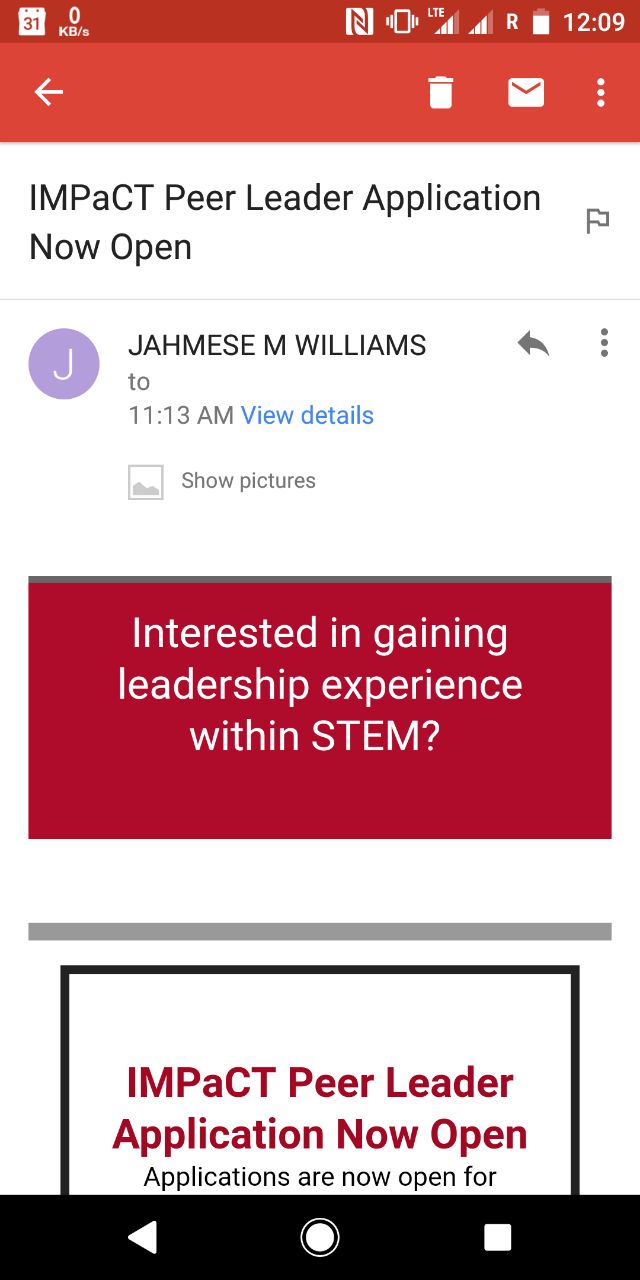 31 0 KB/s LTE R 12:09
IMPaCT Peer Leader Application
Now Open
J
JAHMESE M WILLIAMS
to
11:13 AM View details
Show pictures
Interested in gaining
leadership experience
within STEM?
IMPaCT Peer Leader
Application Now Open
Applications are now open for